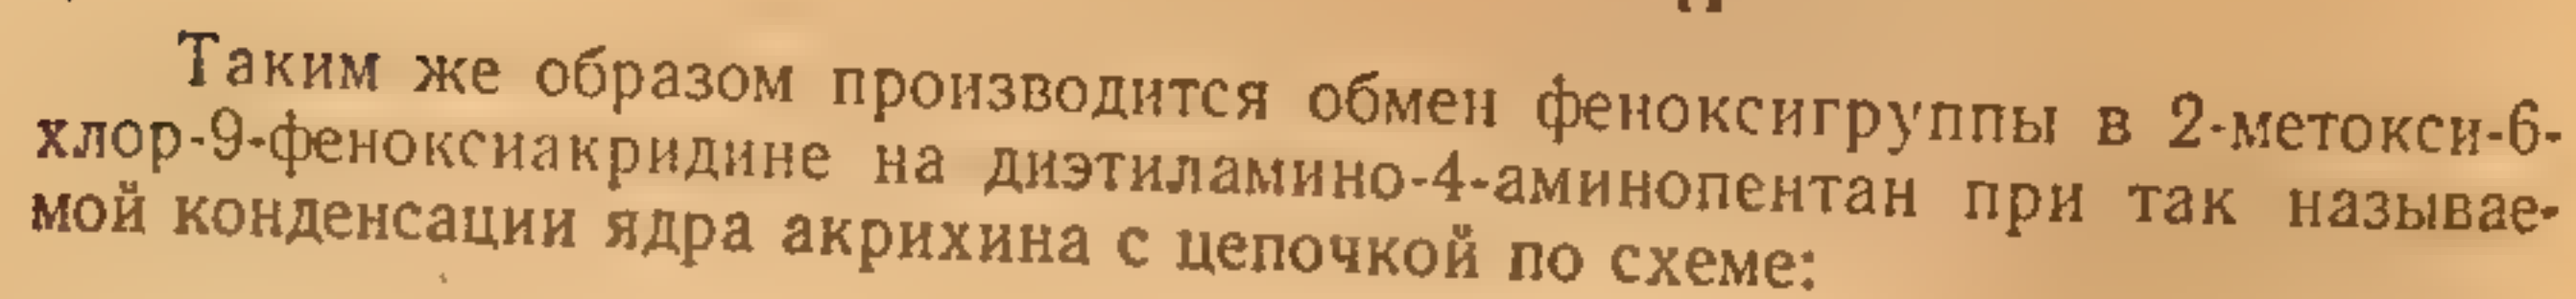 Таким же образом производится обмен феноксигруппы в 2-метокси-6-
хлор-9-феноксиакридине на диэтиламино-4-аминопентан при так называе-
мой конденсации ядра акрихина с цепочкой по схеме: